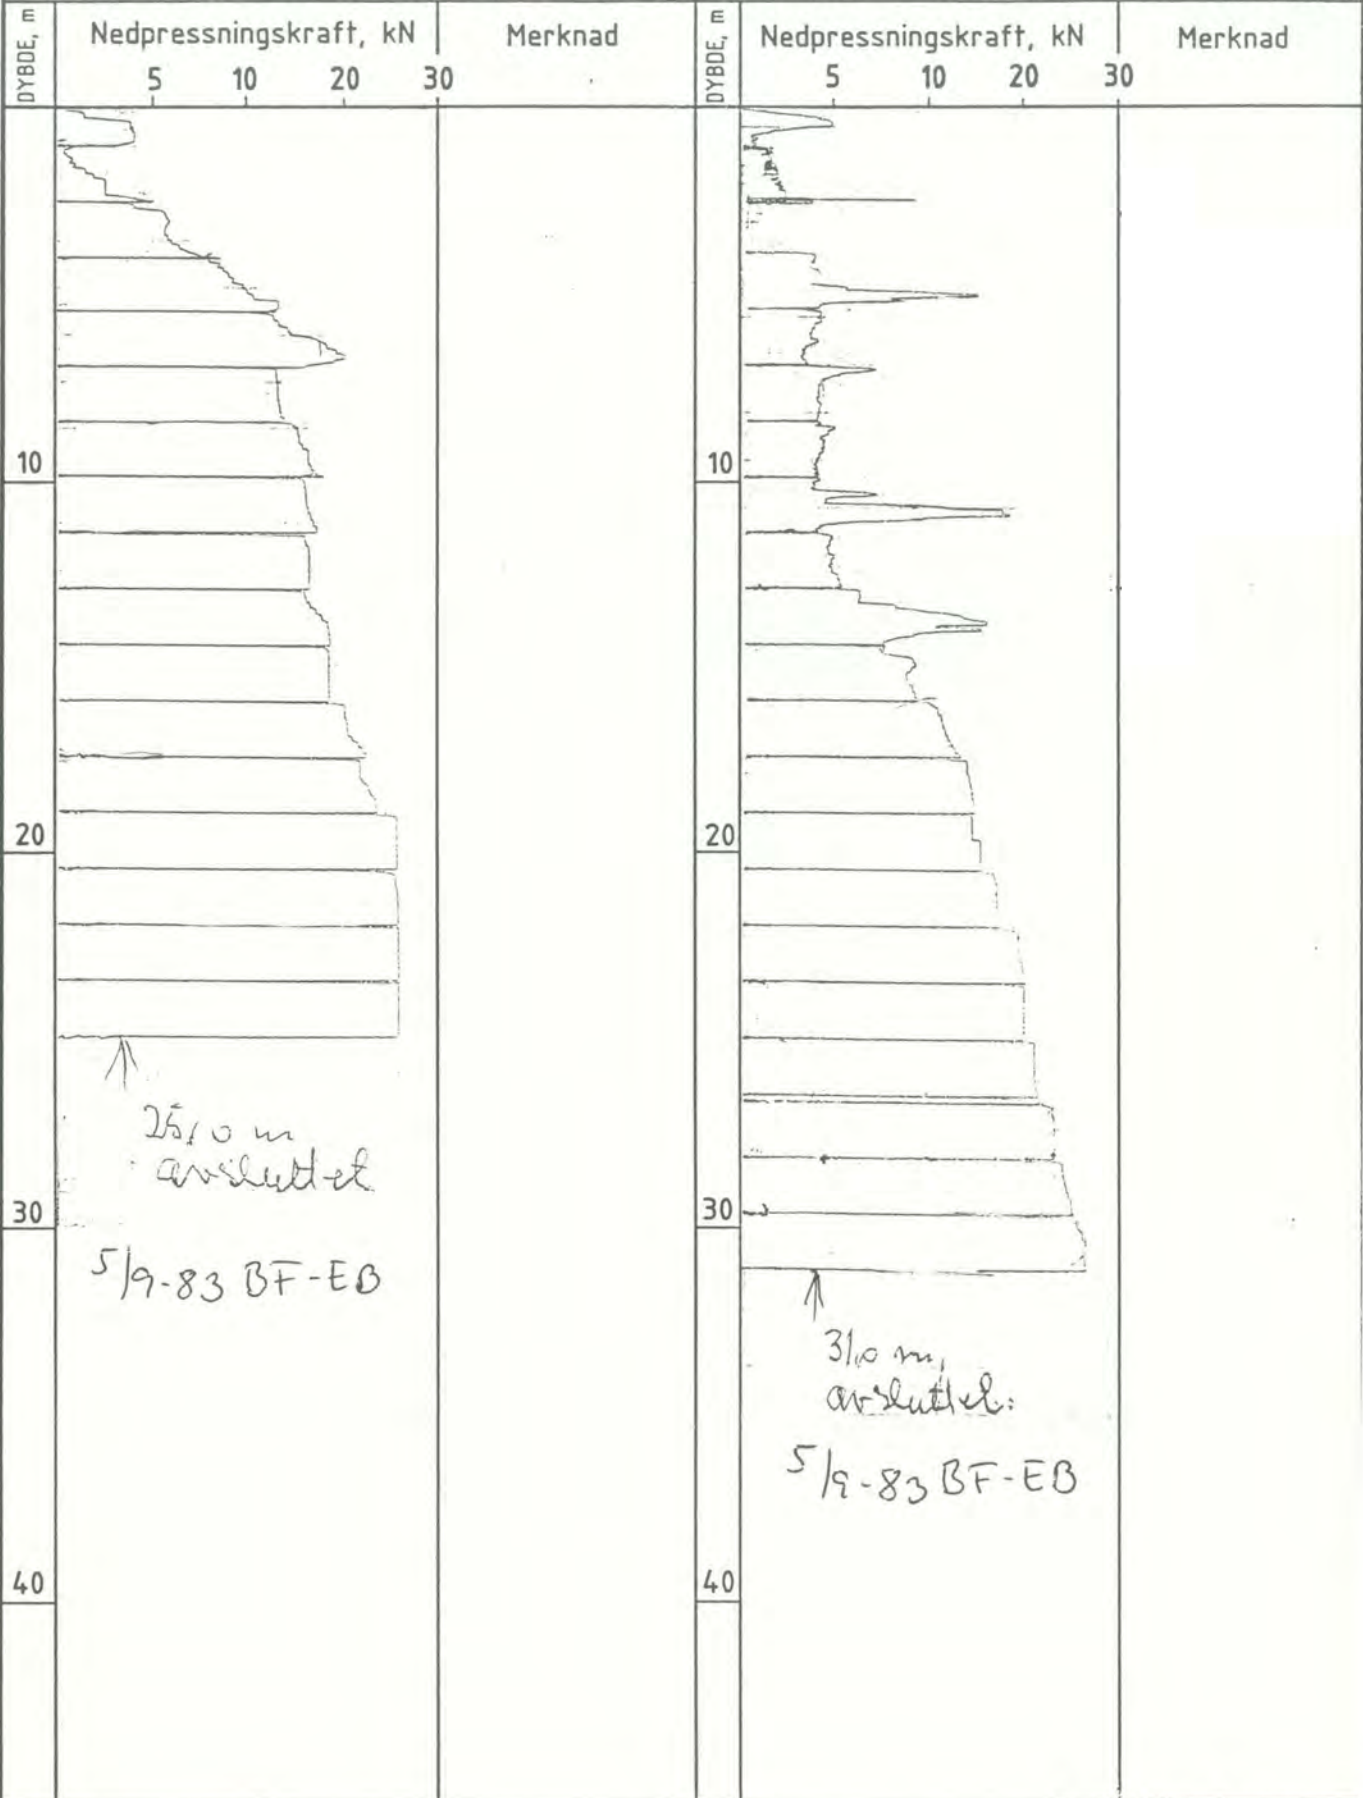 DYBDE, m
Nedpressningskraft, kN
Merknad
5 10 20 30
10
20
25,0 m
avsluttet
30
5/9-83 BF-EB
40
DYBDE, m
Nedpressningskraft, kN
Merknad
5 10 20 30
10
20
30
31,0 m,
avsluttet.
5/9-83 BF-EB
40